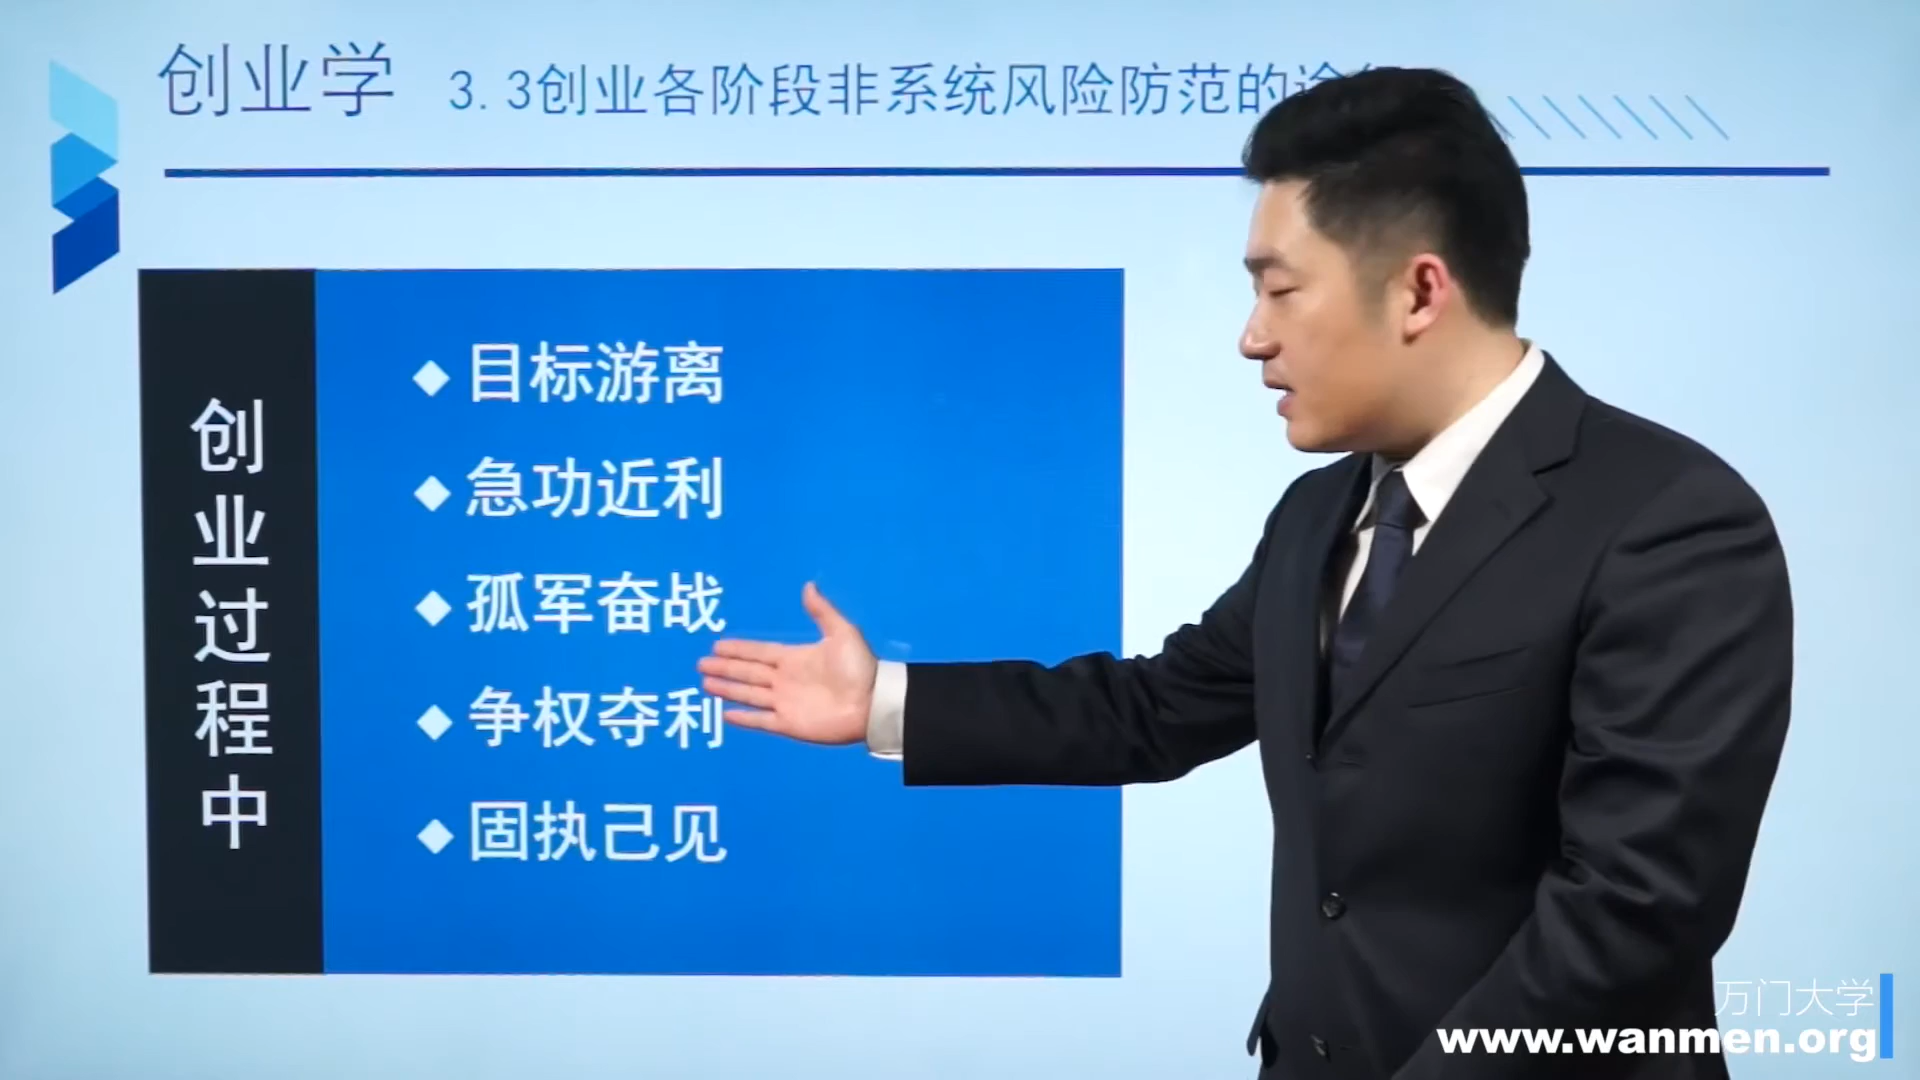 创业学
3.3创业各阶段非系统风险防范的
创业过程中
目标游离
急功近利
孤军奋战
争权夺利
固执己见
万门大学
www.wanmen.org